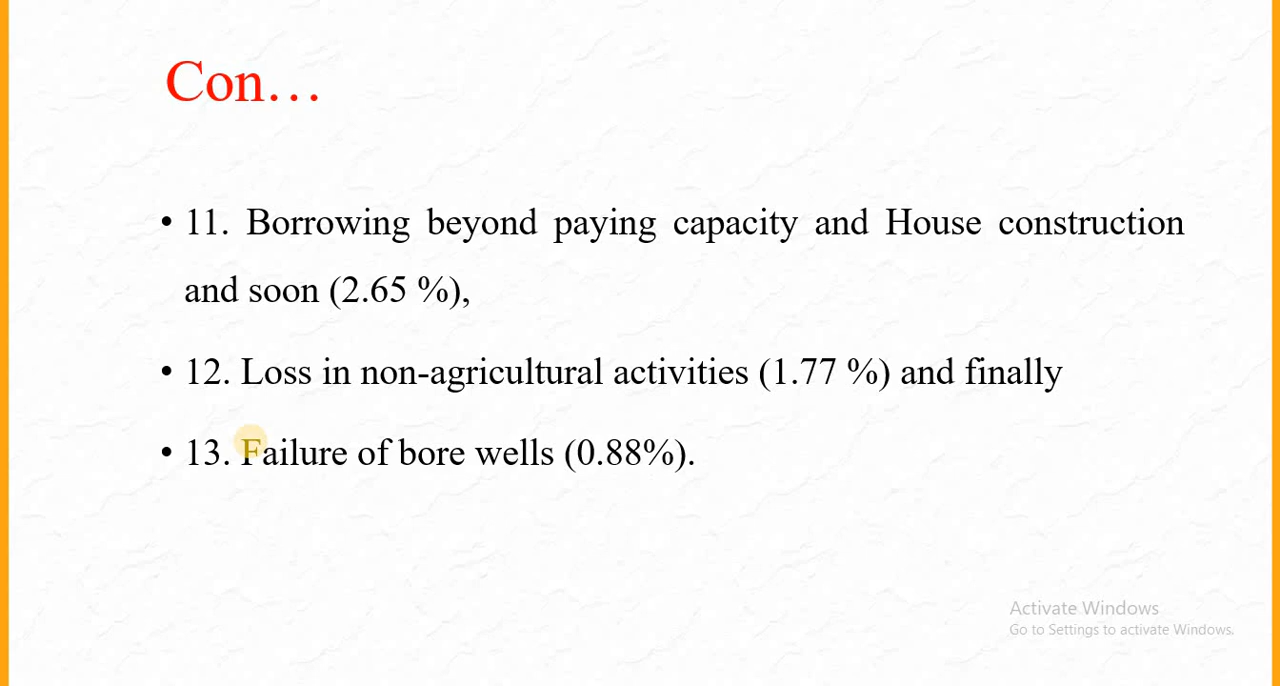 Con…
• 11. Borrowing beyond paying capacity and House construction
and soon (2.65 %),
• 12. Loss in non-agricultural activities (1.77 %) and finally
• 13. Failure of bore wells (0.88%).
Activate Windows
Go to Settings to activate Windows.